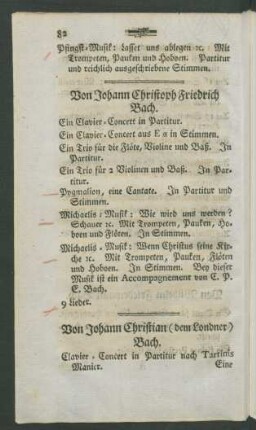 82
Pfingst-Musik: Lasset uns ablegen ꝛc. Mit
Trompeten, Pauken und Hoboen. Partitur
und reichlich ausgeschriebene Stimmen.
Von Johann Christoph Friedrich
Bach.
Ein Clavier-Concert in Partitur.
Ein Clavier-Concert aus E # in Stimmen.
Ein Trio für die Flöte, Violine und Baß. In
Partitur.
Ein Trio für 2 Violinen und Baß. In Par-
titur.
Pygmalion, eine Cantate. In Partitur und
Stimmen.
Michaelis-Musik: Wie wird uns werden?
Schauer ꝛc. Mit Trompeten, Pauken, Ho-
boen und Flöten. In Stimmen.
Michaelis-Musik: Wenn Christus seine Kir-
che ꝛc. Mit Trompeten, Pauken, Flöten
und Hoboen. In Stimmen. Bey dieser
Musik ist ein Accompagnement von C. P.
E. Bach.
9 Lieder.
Von Johann Christian (dem Londner)
Bach.
Clavier-Concert in Partitur nach Tartinis
Manier. Eine